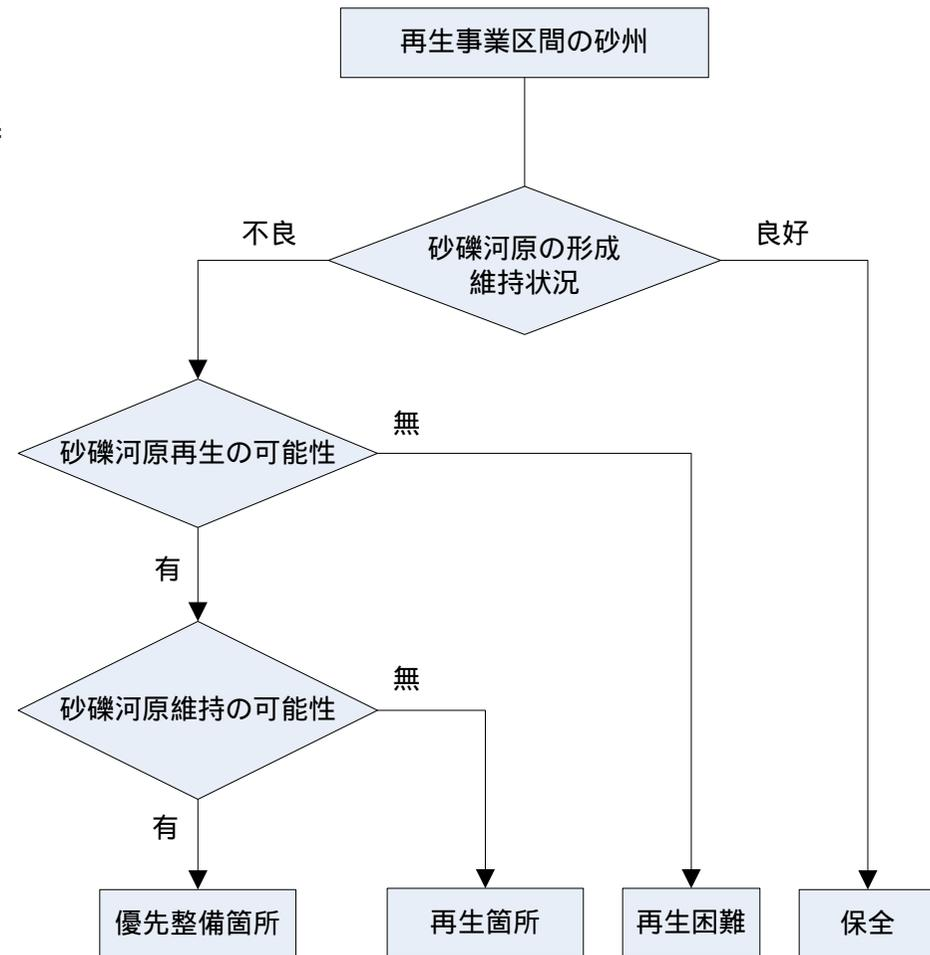 再生事業区間の砂州
不良
良好
砂礫河原の形成
維持状況
無
砂礫河原再生の可能性
有
無
砂礫河原維持の可能性
有
優先整備箇所
再生箇所
再生困難
保全